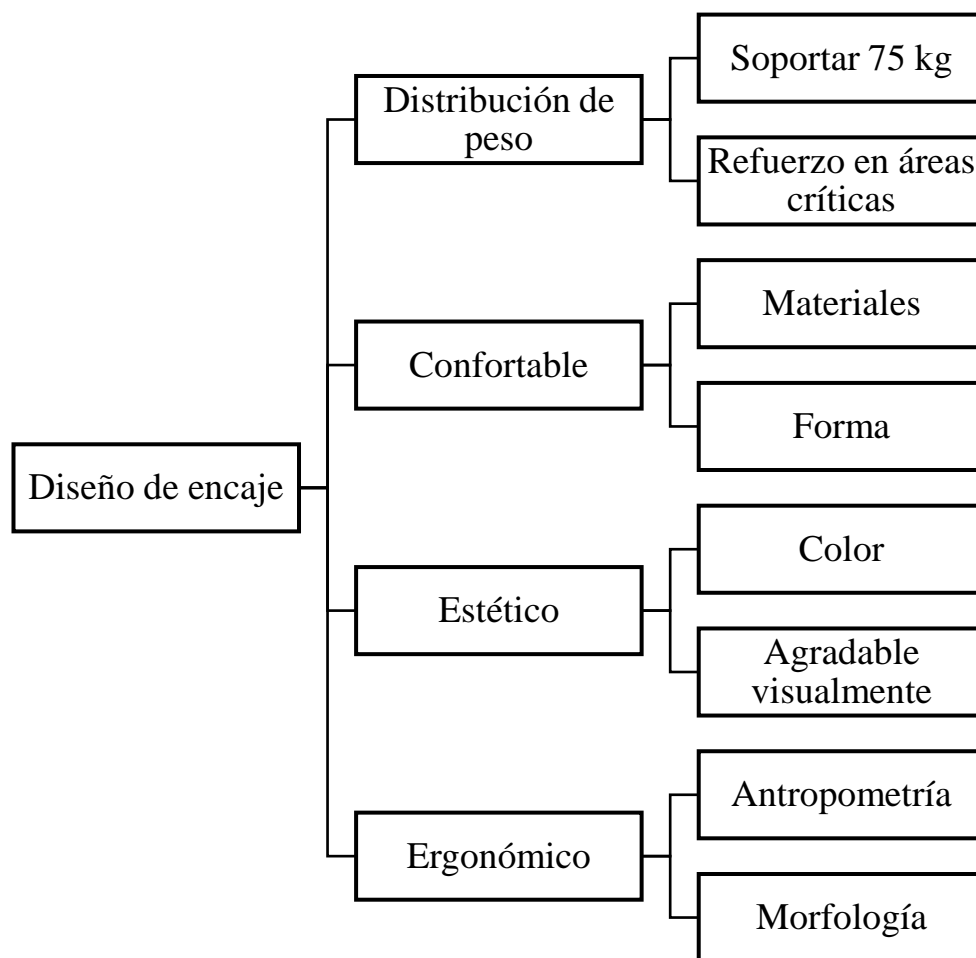 Diseño de encaje
Distribución de
peso
Soportar 75 kg
Refuerzo en áreas
críticas
Confortable
Materiales
Forma
Estético
Color
Agradable
visualmente
Ergonómico
Antropometría
Morfología